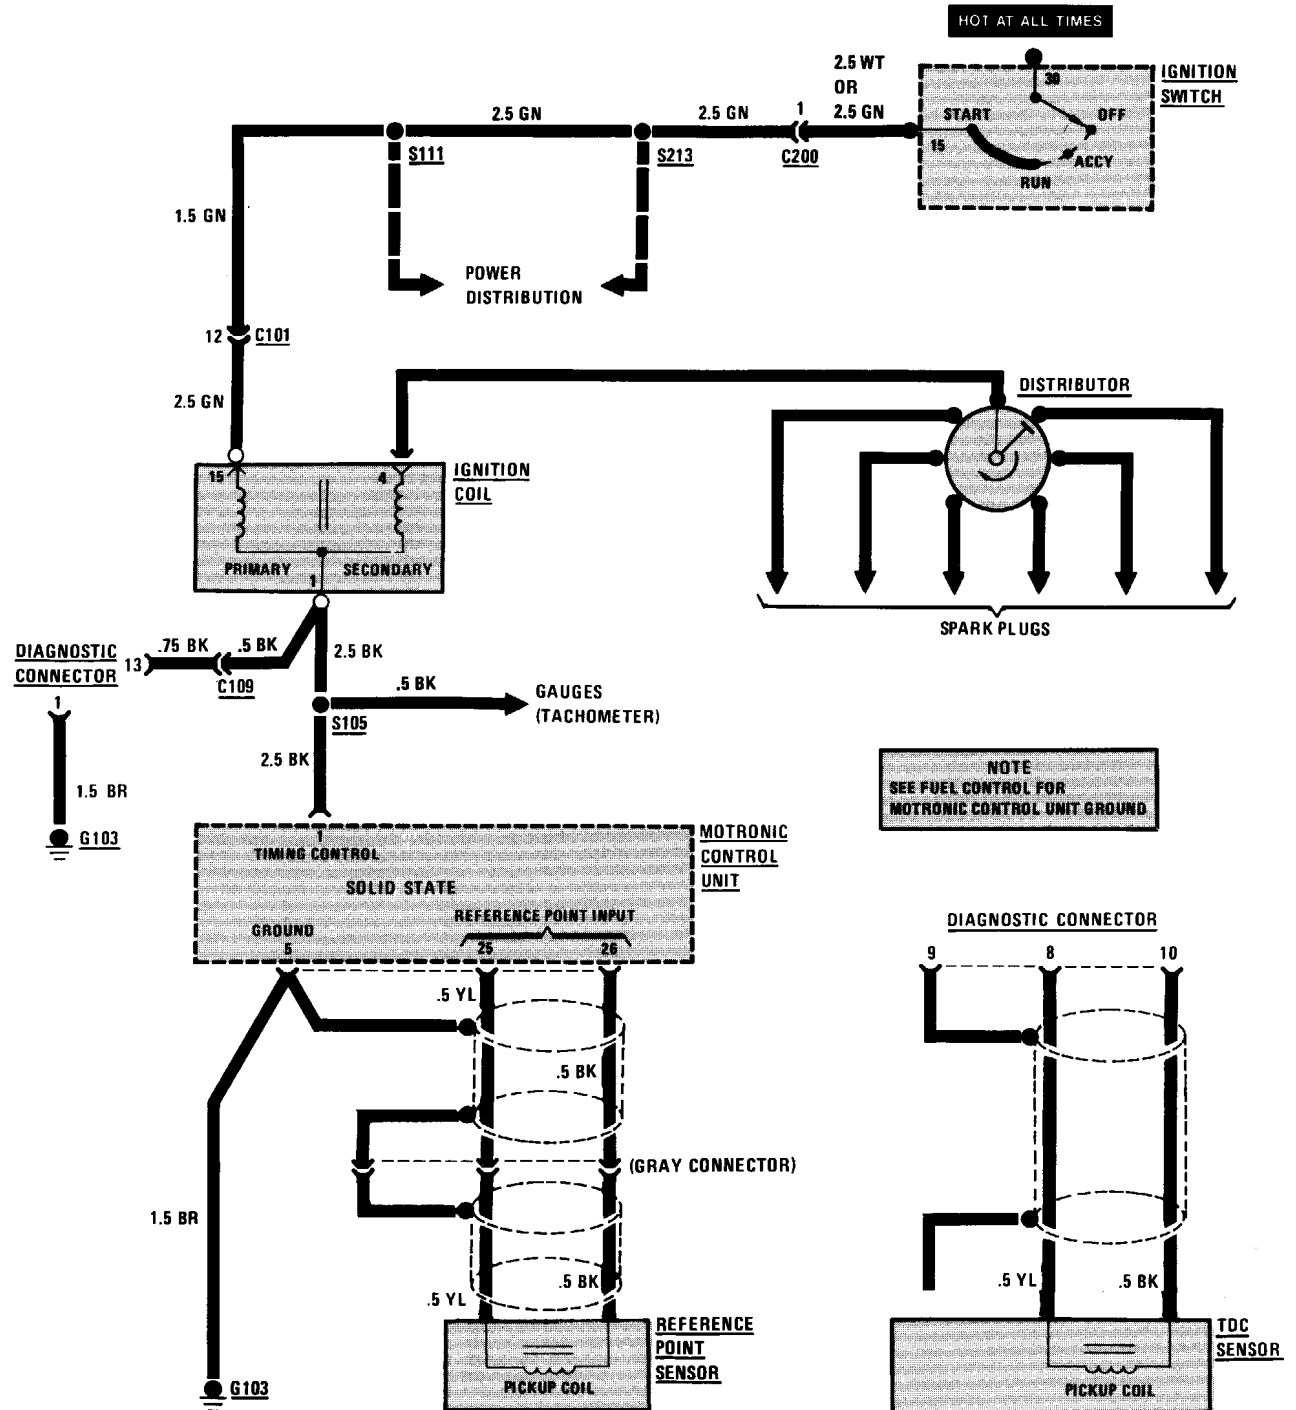 HOT AT ALL TIMES
30
IGNITION
SWITCH
START
OFF
15
ACCY
RUN
2.5 WT
OR
2.5 GN
1
C200
2.5 GN
S213
2.5 GN
S111
POWER
DISTRIBUTION
1.5 GN
12
C101
2.5 GN
DISTRIBUTOR
15
4
IGNITION
COIL
PRIMARY
SECONDARY
1
SPARK PLUGS
DIAGNOSTIC
CONNECTOR
13
.75 BK
.5 BK
C109
2.5 BK
1
.5 BK
GAUGES
(TACHOMETER)
S105
2.5 BK
1.5 BR
G103
NOTE
SEE FUEL CONTROL FOR
MOTRONIC CONTROL UNIT GROUND
1
TIMING CONTROL
SOLID STATE
MOTRONIC
CONTROL
UNIT
REFERENCE POINT INPUT
GROUND
5
25
26
DIAGNOSTIC CONNECTOR
9
8
10
.5 YL
.5 BK
(GRAY CONNECTOR)
1.5 BR
.5 YL
.5 BK
.5 YL
.5 BK
REFERENCE
POINT
SENSOR
PICKUP COIL
TDC
SENSOR
PICKUP COIL
G103